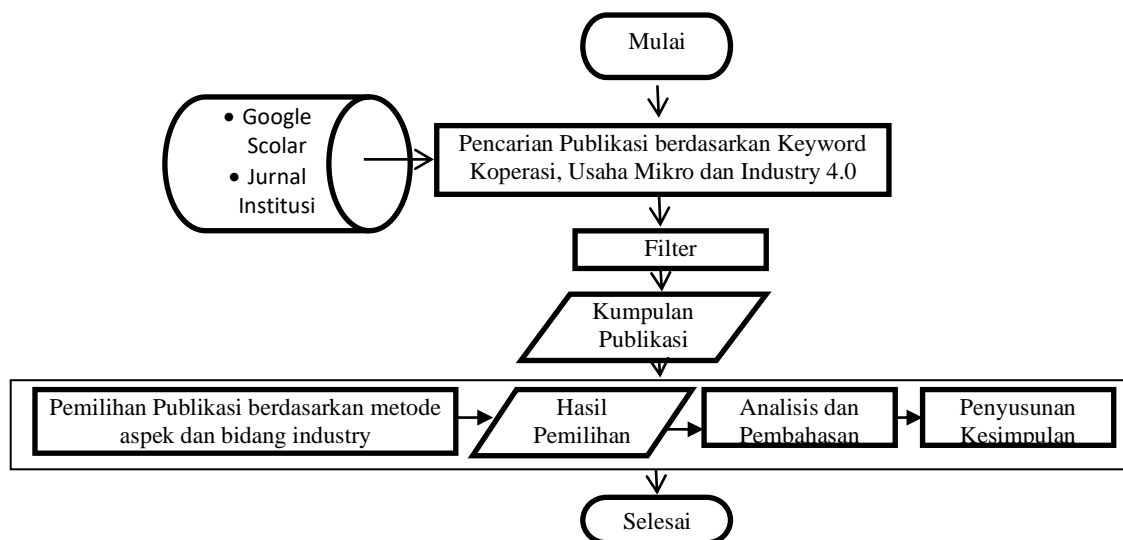 Mulai
• Google
Scolar
• Jurnal
Institusi
Pencarian Publikasi berdasarkan Keyword
Koperasi, Usaha Mikro dan Industry 4.0
Filter
Kumpulan
Publikasi
Pemilihan Publikasi berdasarkan metode
aspek dan bidang industry
Hasil
Pemilihan
Analisis dan
Pembahasan
Penyusunan
Kesimpulan
Selesai